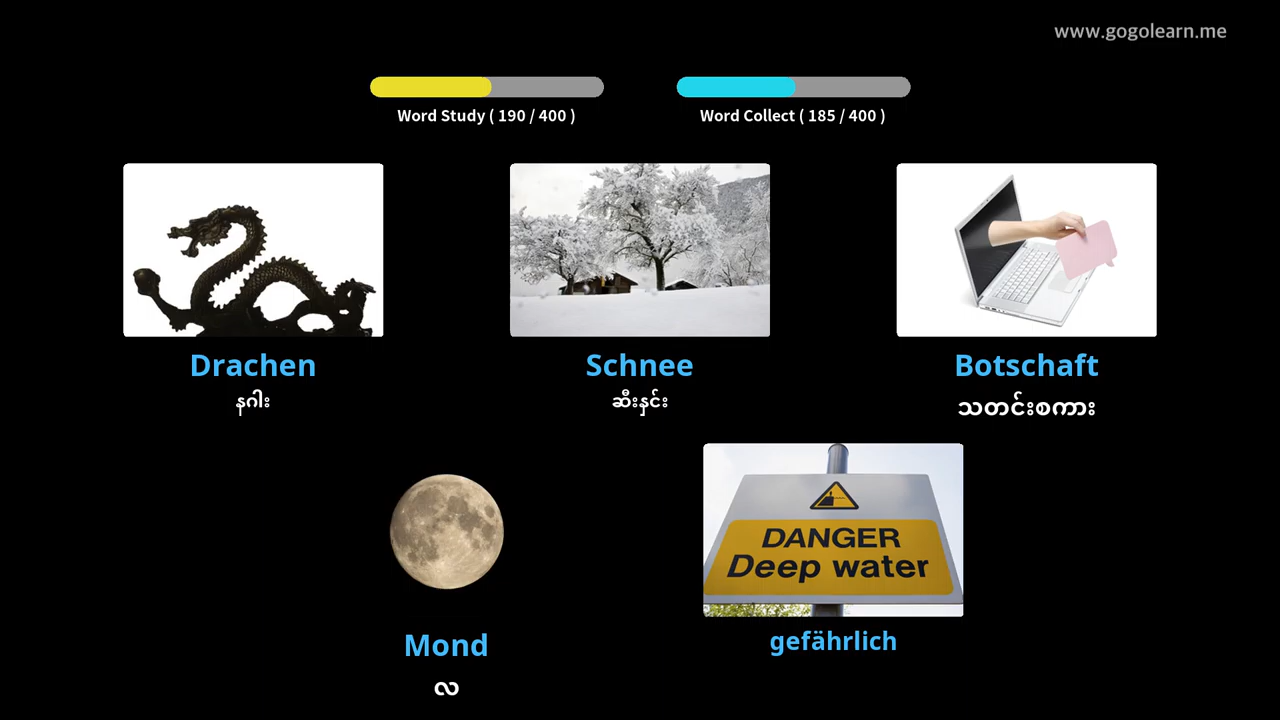 www.gogolearn.me
Word Study ( 190 / 400 )
Word Collect ( 185 / 400 )
Drachen
နဂါး
Schnee
ဆီးနှင်း
Botschaft
သတင်းစကား
DANGER
Deep water
Mond
လ
gefährlich